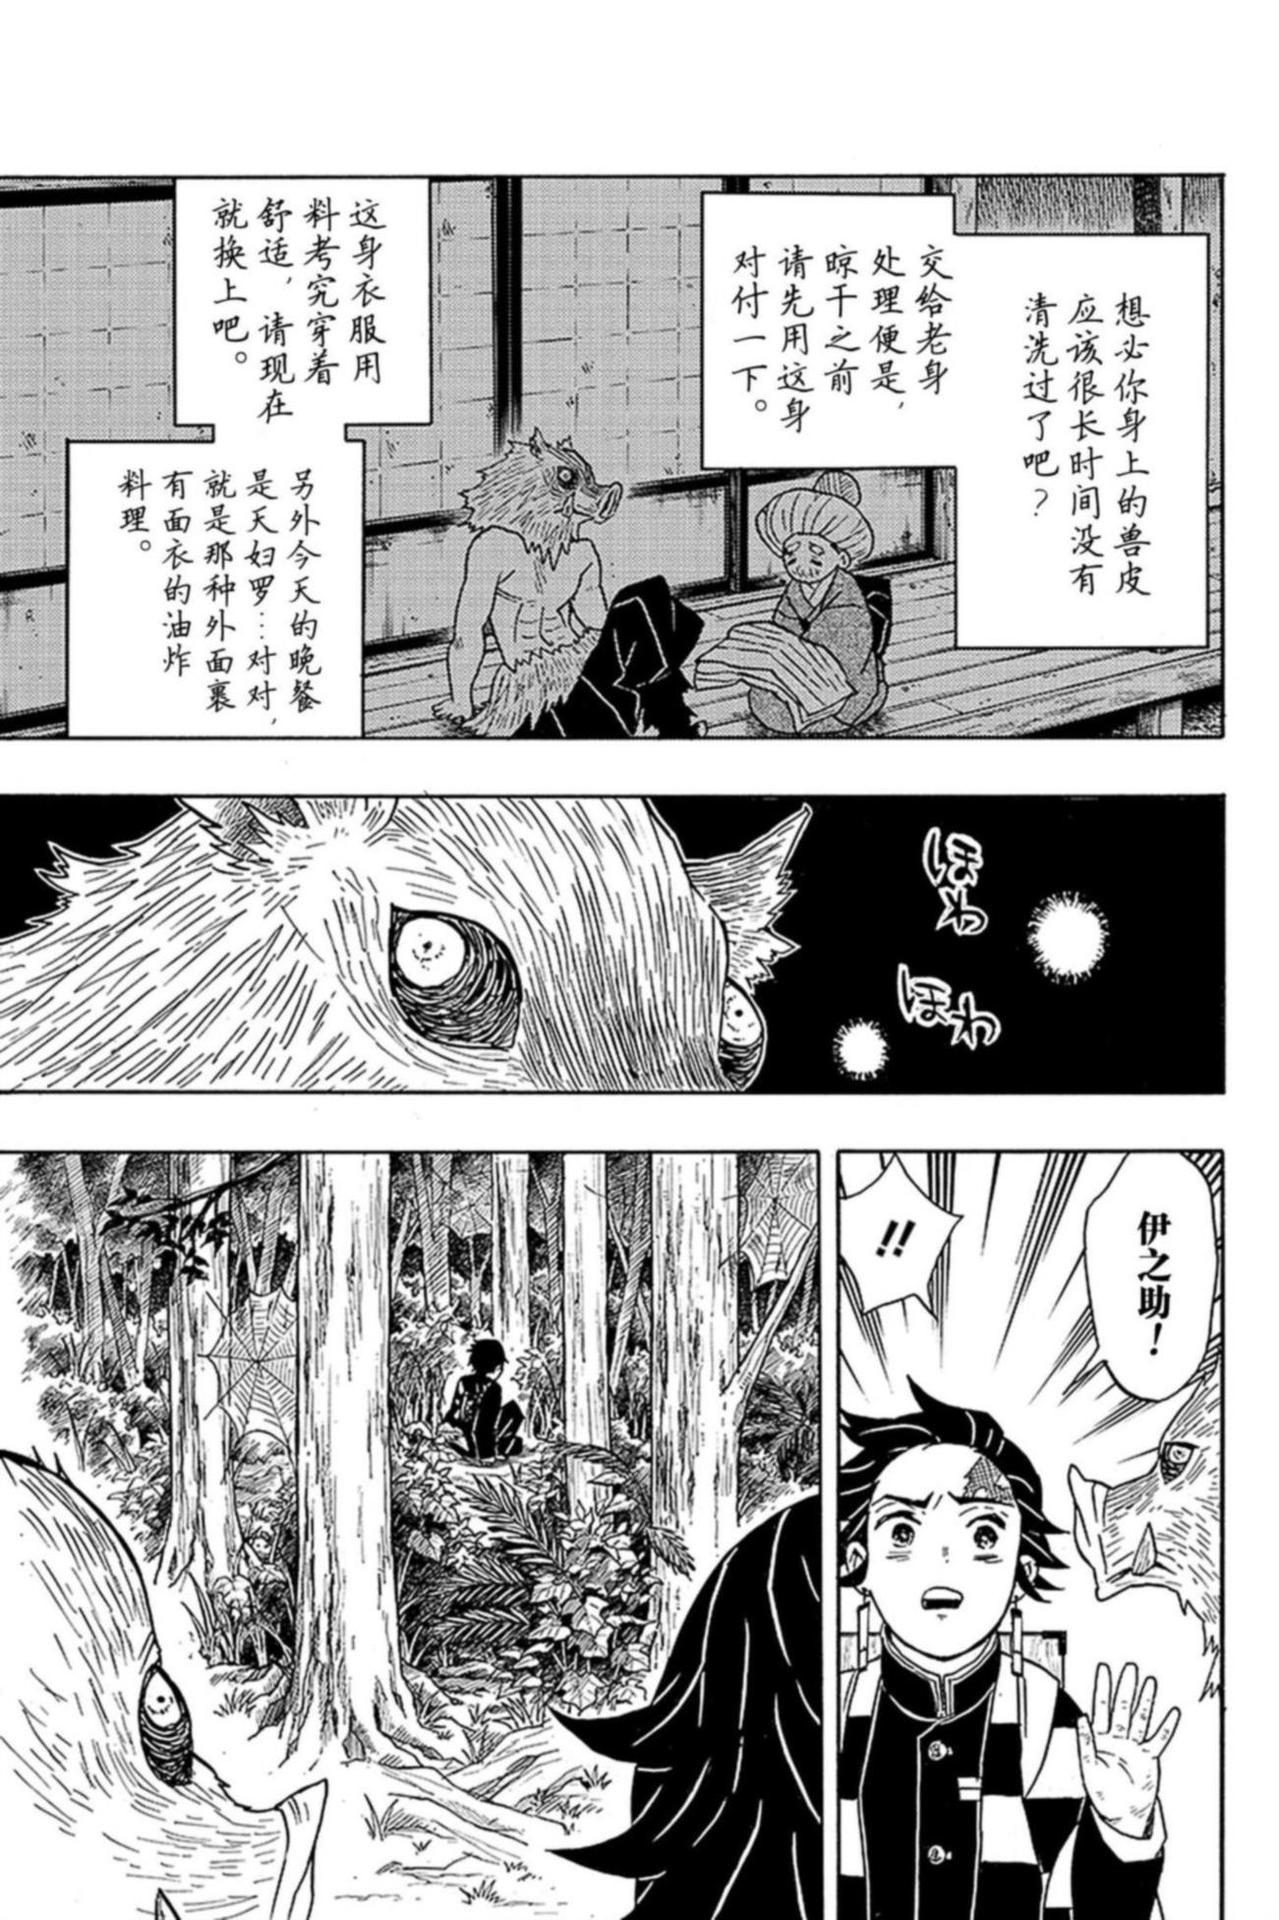 想必你身上的兽皮
应该很长时间没有
清洗过了吧？
交给老身
处理便是，
晾干之前
请先用这身
对付一下。
这身衣服用
料考究穿着
舒适，请现在
就换上吧。
另外今天的晚餐
是天妇罗…对对，
就是那种外面裹
有面衣的油炸
料理。
ほわ
ほわ
伊之助！
!!